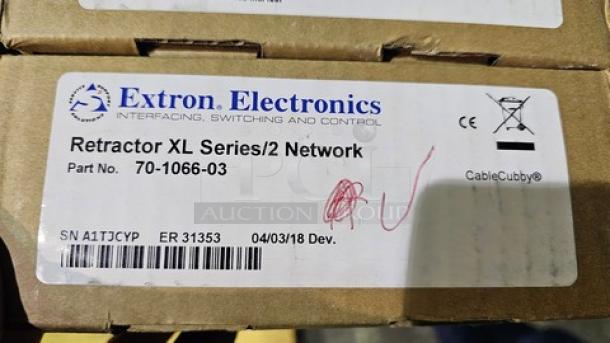 Extron® Electronics
INTERFACING, SWITCHING AND CONTROL
CE
Retractor XL Series/2 Network
Part No. 70-1066-03
CableCubby®
PCI
AUCTION GROUP
SN A1TJCYP ER 31353 04/03/18 Dev.